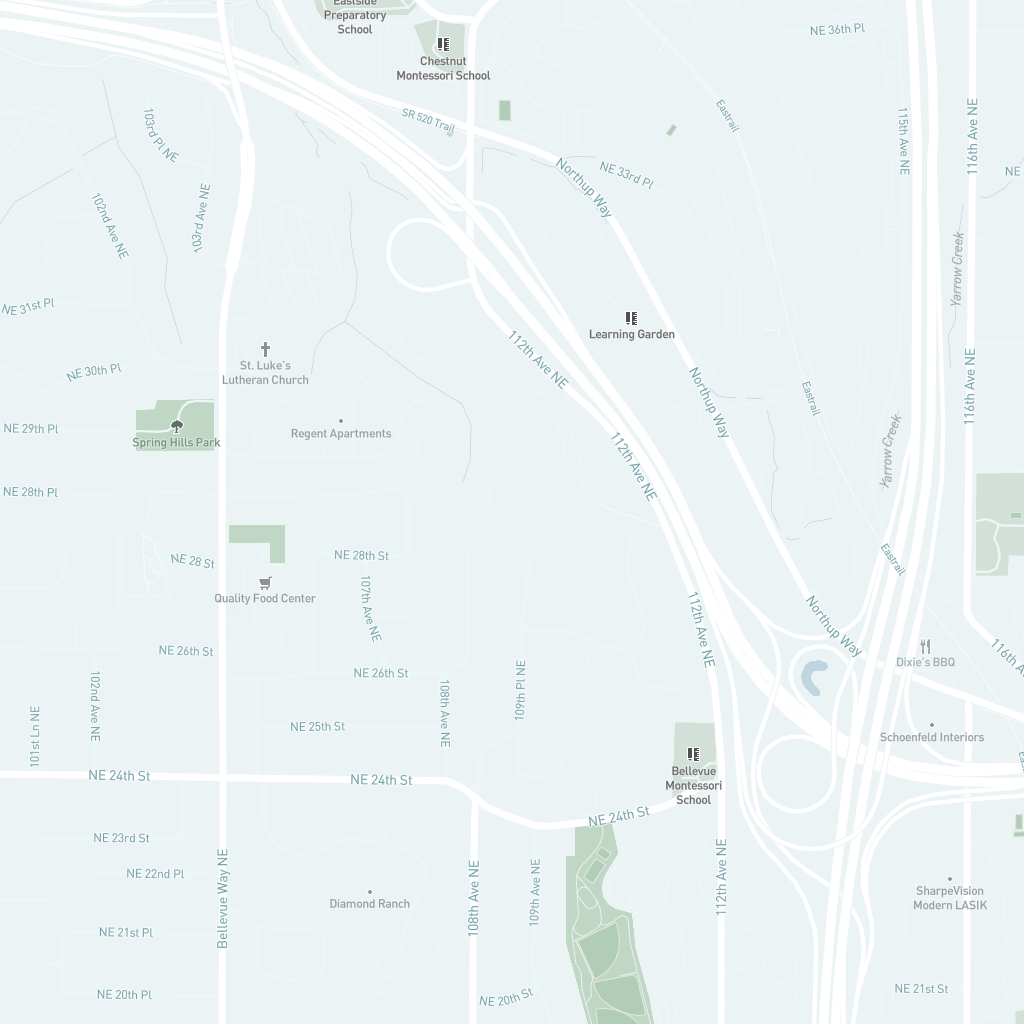 Eastside
Preparatory
School
Chestnut
Montessori School
NE 36th Pl
SR 520 Trail
Eastrail
115th Ave NE
116th Ave NE
103rd Pl NE
Northup Way
NE 33rd Pl
NE
102nd Ave NE
103rd Ave NE
Yarrow Creek
NE 31st Pl
Learning Garden
112th Ave NE
St. Luke's
Lutheran Church
NE 30th Pl
116th Ave NE
Northup Way
Eastrail
NE 29th Pl
Spring Hills Park
Regent Apartments
112th Ave NE
Yarrow Creek
NE 28th Pl
NE 28 St
NE 28th St
Eastrail
Quality Food Center
107th Ave NE
112th Ave NE
Northup Way
NE 26th St
Dixie's BBQ
116th A
NE 26th St
102nd Ave NE
109th Pl NE
101st Ln NE
108th Ave NE
NE 25th St
Schoenfeld Interiors
NE 24th St
NE 24th St
Bellevue
Montessori
School
NE 24th St
NE 23rd St
NE 22nd Pl
Bellevue Way NE
108th Ave NE
109th Ave NE
112th Ave NE
Diamond Ranch
SharpeVision
Modern LASIK
NE 21st Pl
NE 21st St
NE 20th Pl
NE 20th St